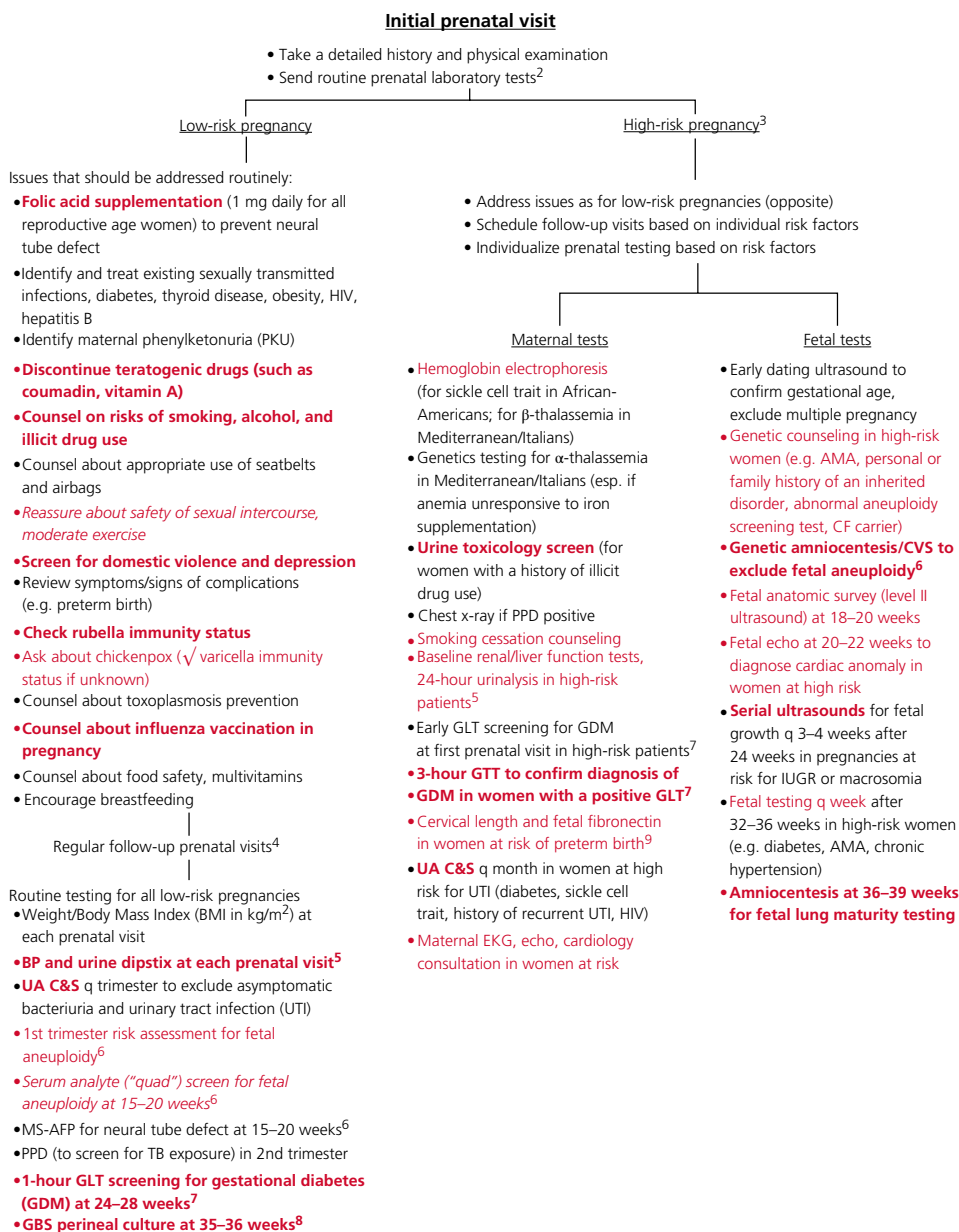 Initial prenatal visit
• Take a detailed history and physical examination
• Send routine prenatal laboratory tests2
Low-risk pregnancy
Issues that should be addressed routinely:
•Folic acid supplementation (1 mg daily for all
reproductive age women) to prevent neural
tube defect
•Identify and treat existing sexually transmitted
infections, diabetes, thyroid disease, obesity, HIV,
hepatitis B
•Identify maternal phenylketonuria (PKU)
•Discontinue teratogenic drugs (such as
coumadin, vitamin A)
•Counsel on risks of smoking, alcohol, and
illicit drug use
•Counsel about appropriate use of seatbelts
and airbags
•Reassure about safety of sexual intercourse,
moderate exercise
•Screen for domestic violence and depression
•Review symptoms/signs of complications
(e.g. preterm birth)
•Check rubella immunity status
•Ask about chickenpox (√ varicella immunity
status if unknown)
•Counsel about toxoplasmosis prevention
•Counsel about influenza vaccination in
pregnancy
•Counsel about food safety, multivitamins
• Encourage breastfeeding
Regular follow-up prenatal visits4
Routine testing for all low-risk pregnancies
•Weight/Body Mass Index (BMI in kg/m2) at
each prenatal visit
•BP and urine dipstix at each prenatal visit5
•UA C&S q trimester to exclude asymptomatic
bacteriuria and urinary tract infection (UTI)
•1st trimester risk assessment for fetal
aneuploidy6
•Serum analyte ("quad") screen for fetal
aneuploidy at 15–20 weeks6
•MS-AFP for neural tube defect at 15–20 weeks6
•PPD (to screen for TB exposure) in 2nd trimester
•1-hour GLT screening for gestational diabetes
(GDM) at 24–28 weeks7
•GBS perineal culture at 35–36 weeks8
High-risk pregnancy3
• Address issues as for low-risk pregnancies (opposite)
• Schedule follow-up visits based on individual risk factors
• Individualize prenatal testing based on risk factors
Maternal tests
• Hemoglobin electrophoresis
(for sickle cell trait in African-
Americans; for β-thalassemia in
Mediterranean/Italians)
• Genetics testing for α-thalassemia
in Mediterranean/Italians (esp. if
anemia unresponsive to iron
supplementation)
• Urine toxicology screen (for
women with a history of illicit
drug use)
• Chest x-ray if PPD positive
• Smoking cessation counseling
• Baseline renal/liver function tests,
24-hour urinalysis in high-risk
patients5
• Early GLT screening for GDM
at first prenatal visit in high-risk patients7
• 3-hour GTT to confirm diagnosis of
• GDM in women with a positive GLT7
• Cervical length and fetal fibronectin
in women at risk of preterm birth9
• UA C&S q month in women at high
risk for UTI (diabetes, sickle cell
trait, history of recurrent UTI, HIV)
• Maternal EKG, echo, cardiology
consultation in women at risk
Fetal tests
• Early dating ultrasound to
confirm gestational age,
exclude multiple pregnancy
• Genetic counseling in high-risk
women (e.g. AMA, personal or
family history of an inherited
disorder, abnormal aneuploidy
screening test, CF carrier)
• Genetic amniocentesis/CVS to
exclude fetal aneuploidy6
• Fetal anatomic survey (level II
ultrasound) at 18–20 weeks
• Fetal echo at 20–22 weeks to
diagnose cardiac anomaly in
women at high risk
• Serial ultrasounds for fetal
growth q 3–4 weeks after
24 weeks in pregnancies at
risk for IUGR or macrosomia
• Fetal testing q week after
32–36 weeks in high-risk women
(e.g. diabetes, AMA, chronic
hypertension)
• Amniocentesis at 36–39 weeks
for fetal lung maturity testing